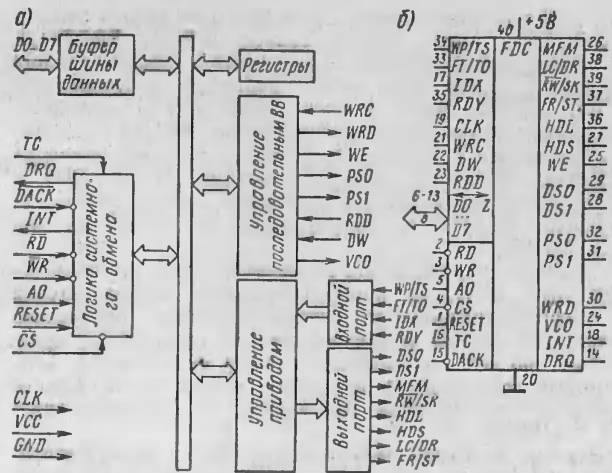 а)
D0...D7
Буфер
шины
данных
Регистры
TC
DRQ
DACK
INT
RD
WR
A0
RESET
CS
CLK
VCC
GND
Логика системно-
го обмена
Управление
последовательным ВВ
WRC
WRD
WE
PS0
PS1
RDD
DW
VCO
Управление
приводом
Входной
порт
WP/TS
FT/T0
IDX
RDY
Выходной
порт
DS0
DS1
MFM
RW/SK
HDL
HDS
LC/DR
FR/ST
б)
40 +5В
FDC
34 WP/TS
33 FT/T0
17 IDX
35 RDY
19 CLK
21 WRC
22 DW
23 RDD
6-13 D0 Z
8 ...
D7
2 RD
3 WR
5 A0
4 CS
1 RESET
16 TC
15 DACK
MFM 26
LC/DR 38
RW/SK 39
FR/ST 37
HDL 36
HDS 27
WE 25
DS0 29
DS1 28
PS0 32
PS1 31
WRD 30
VCO 24
INT 18
DRQ 14
20